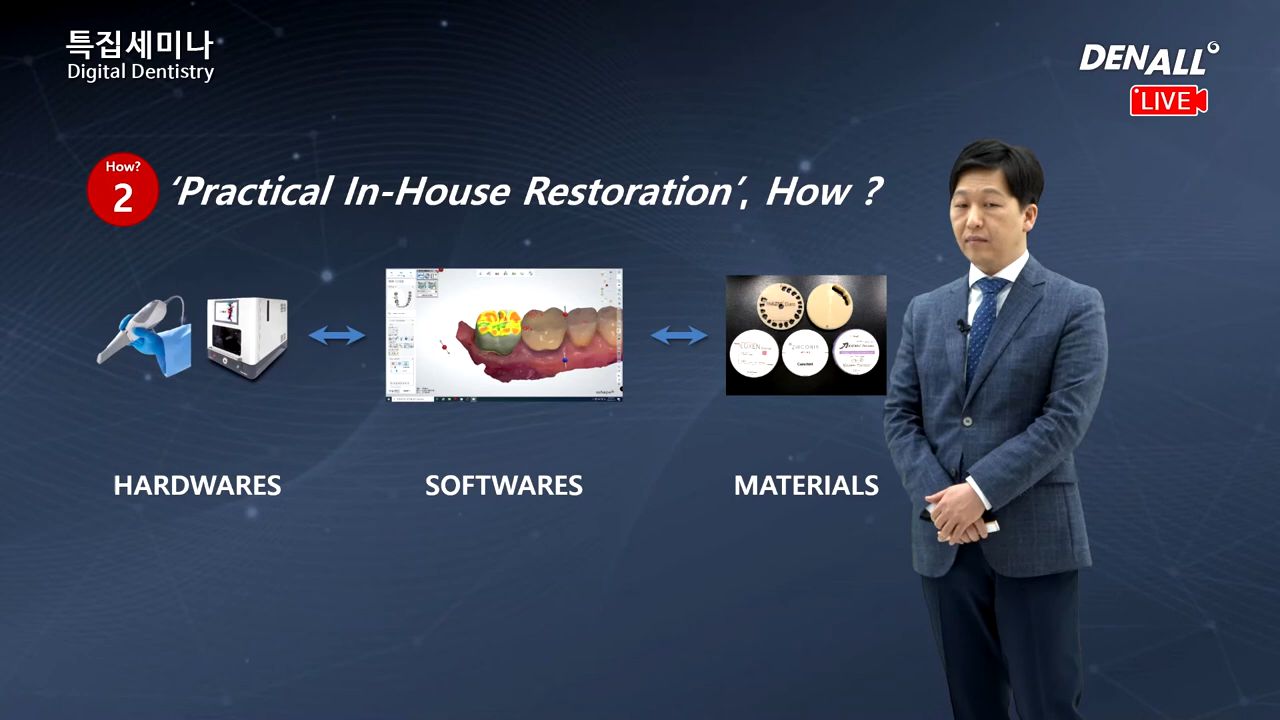 특집세미나
Digital Dentistry
DENALL
LIVE
How?
2
‘Practical In-House Restoration’, How ?
HARDWARES
SOFTWARES
MATERIALS